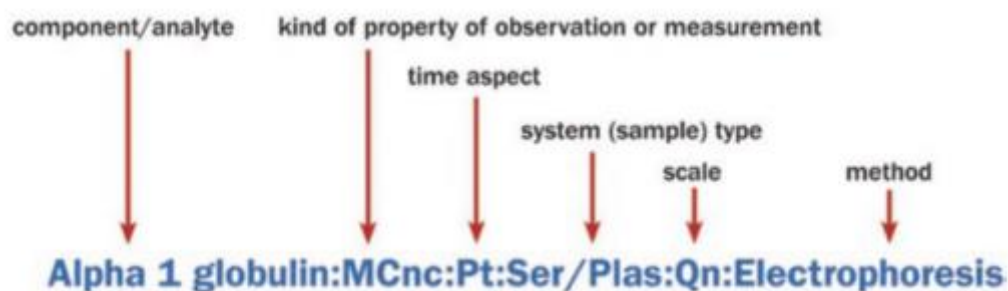 component/analyte
kind of property of observation or measurement
time aspect
system (sample) type
scale
method
Alpha 1 globulin:MCnc:Pt:Ser/Plas:Qn:Electrophoresis